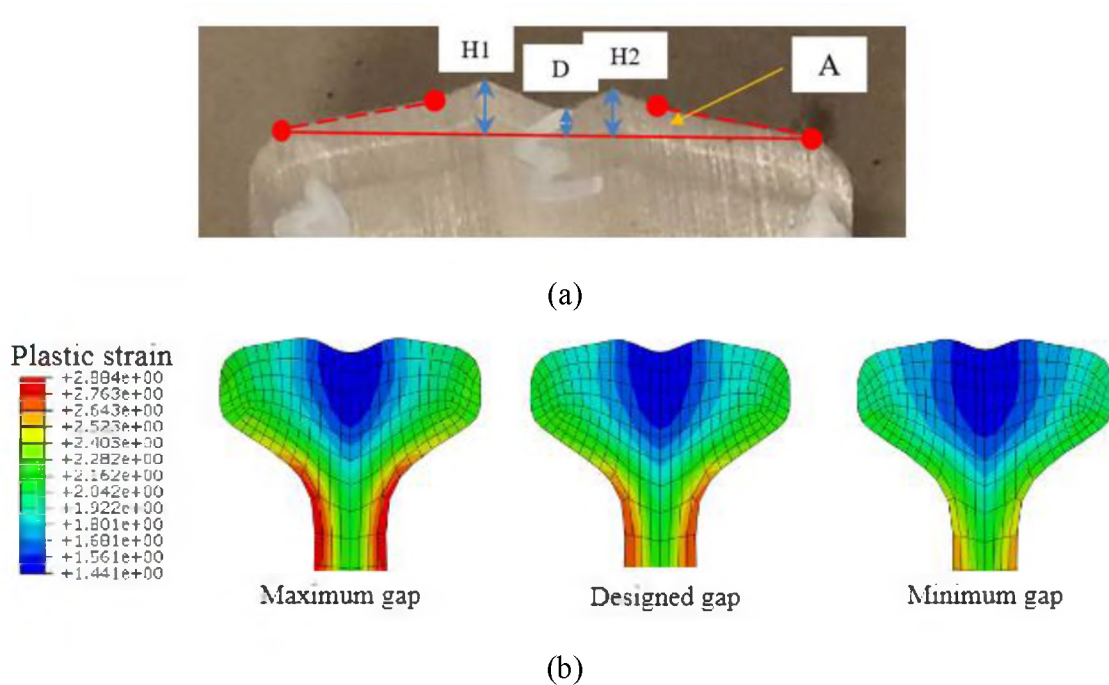 H1
D
H2
A
(a)
Plastic strain
+2.884e+00
+2.763e+00
+2.643e+00
+2.523e+00
+2.403e+00
+2.282e+00
+2.162e+00
+2.042e+00
+1.922e+00
+1.801e+00
+1.681e+00
+1.561e+00
+1.441e+00
Maximum gap
Designed gap
Minimum gap
(b)